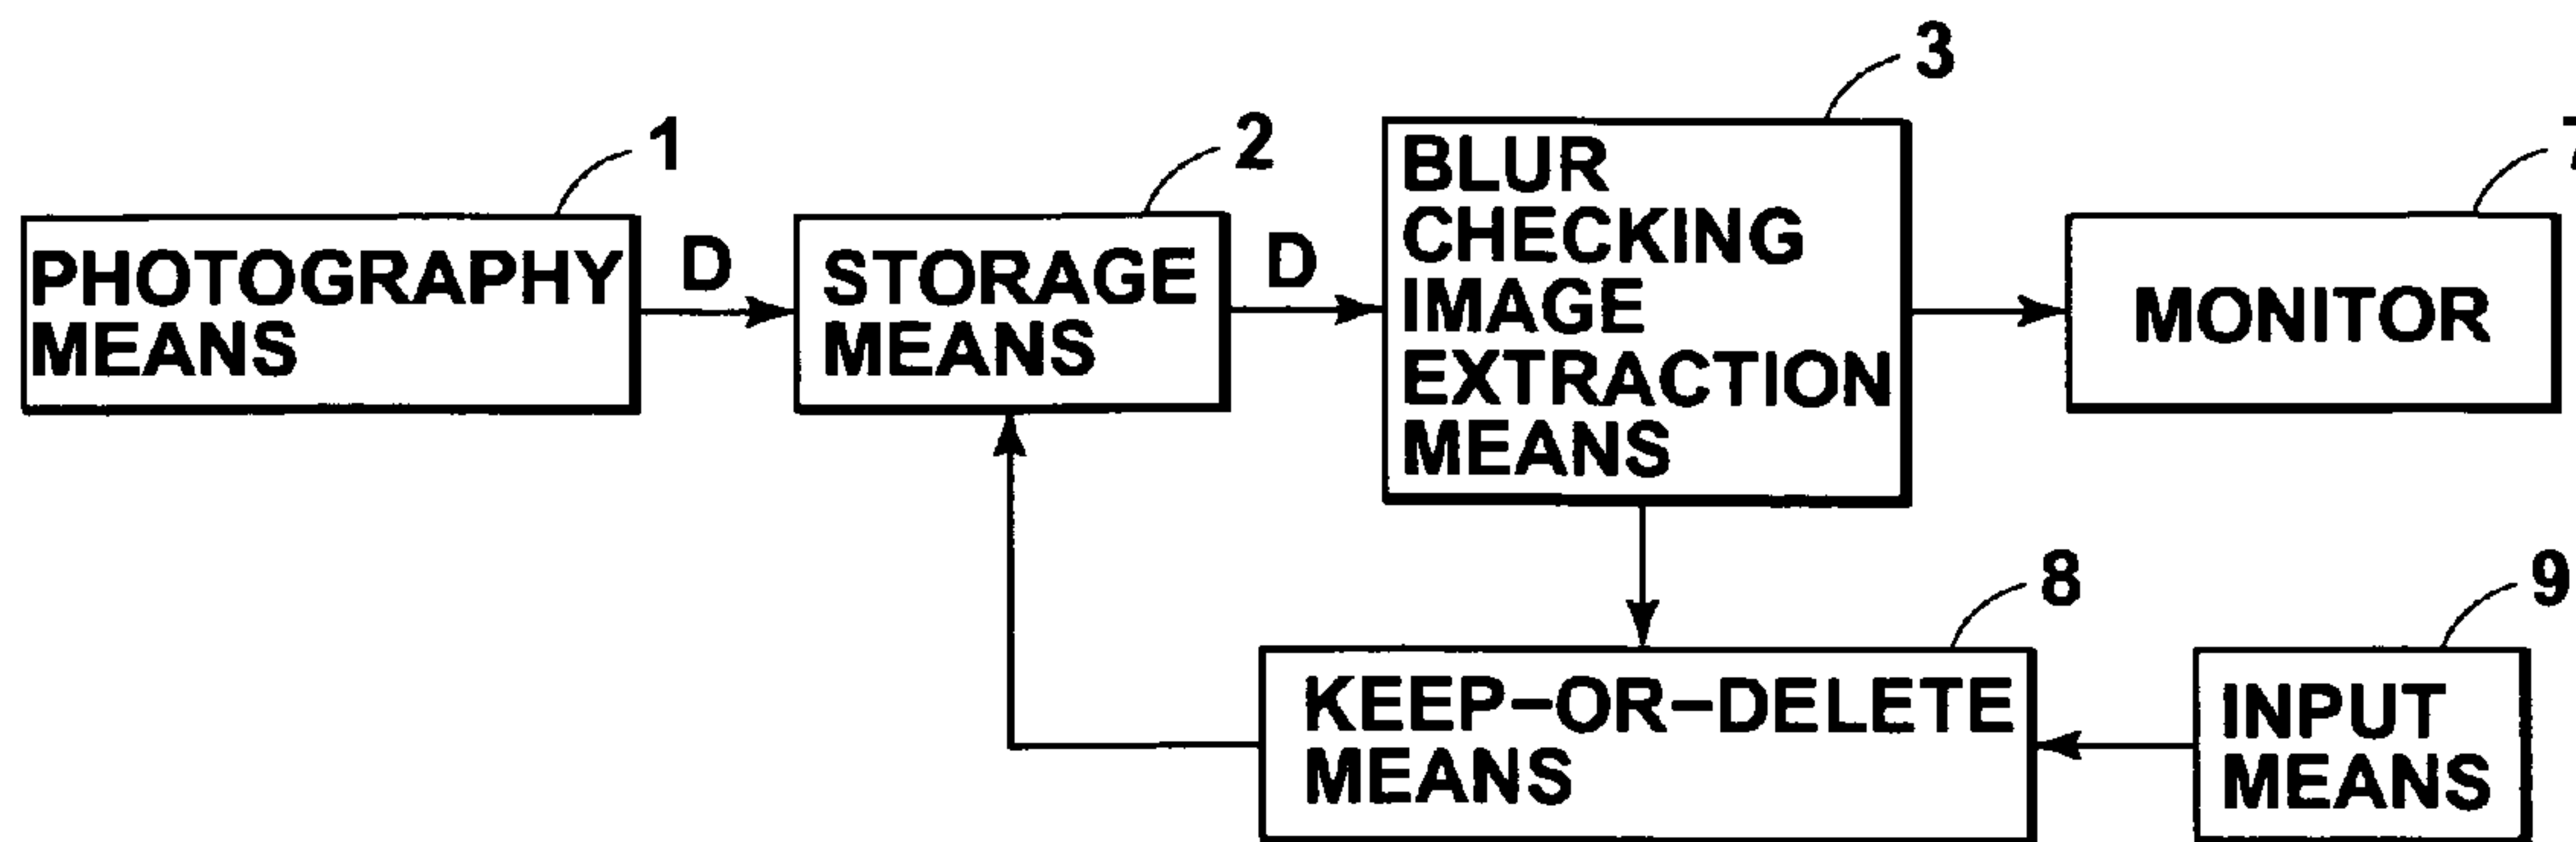 1
PHOTOGRAPHY
MEANS
D
2
STORAGE
MEANS
D
3
BLUR
CHECKING
IMAGE
EXTRACTION
MEANS
7
MONITOR
8
KEEP-OR-DELETE
MEANS
9
INPUT
MEANS